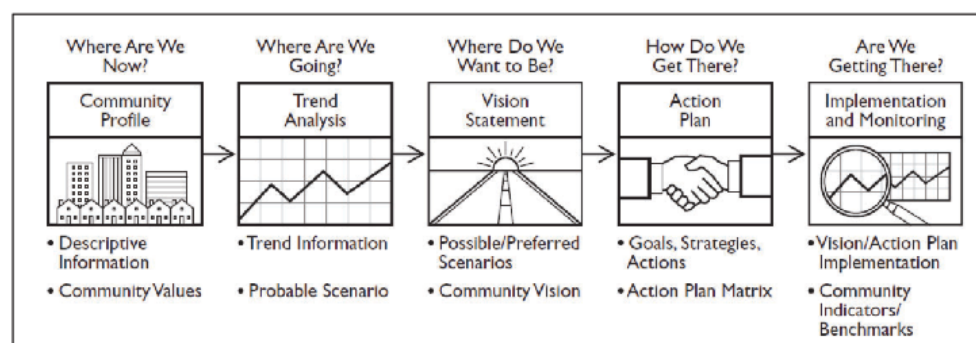 Where Are We
Now?
Where Are We
Going?
Where Do We
Want to Be?
How Do We
Get There?
Are We
Getting There?
Community
Profile
Trend
Analysis
Vision
Statement
Action
Plan
Implementation
and Monitoring
• Descriptive
Information
• Community Values
• Trend Information
• Probable Scenario
• Possible/Preferred
Scenarios
• Community Vision
• Goals, Strategies,
Actions
• Action Plan Matrix
• Vision/Action Plan
Implementation
• Community
Indicators/
Benchmarks